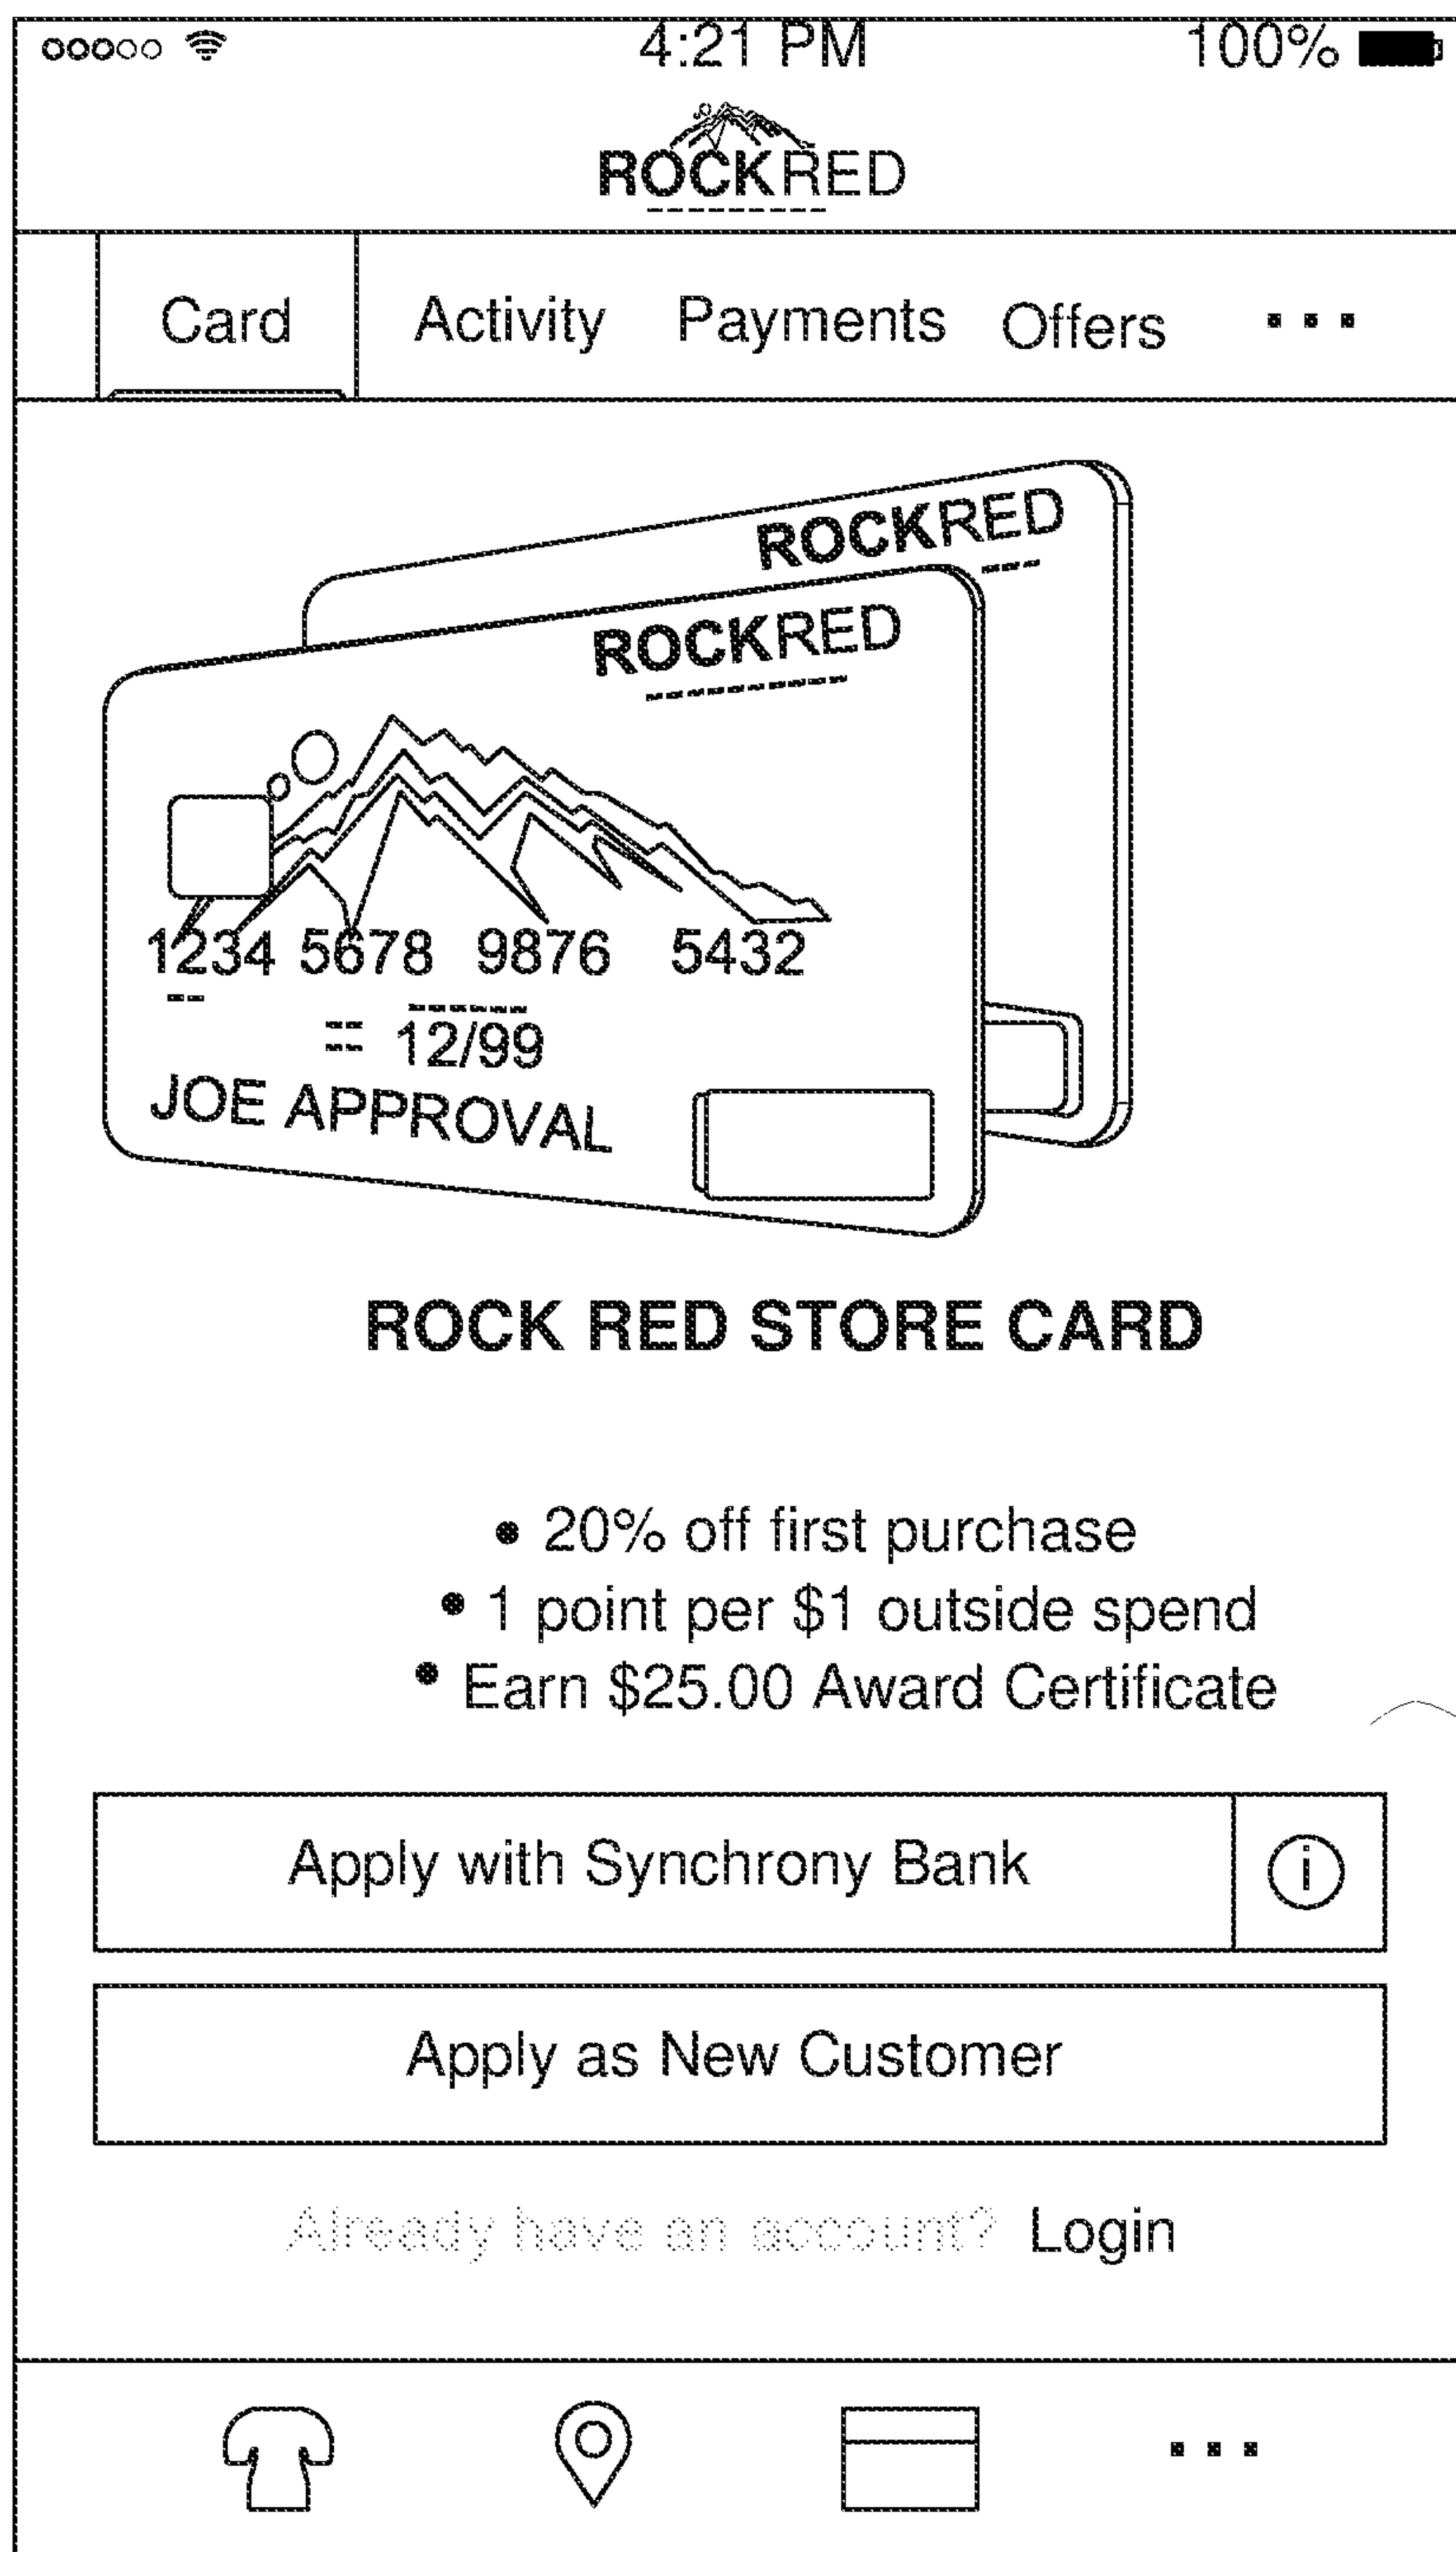 4:21 PM 100%
ROCKRED
Card Activity Payments Offers ...
ROCKRED
ROCKRED
1234 5678 9876 5432
12/99
JOE APPROVAL
ROCK RED STORE CARD
• 20% off first purchase
• 1 point per $1 outside spend
• Earn $25.00 Award Certificate
Apply with Synchrony Bank i
Apply as New Customer
Already have an account? Login
...